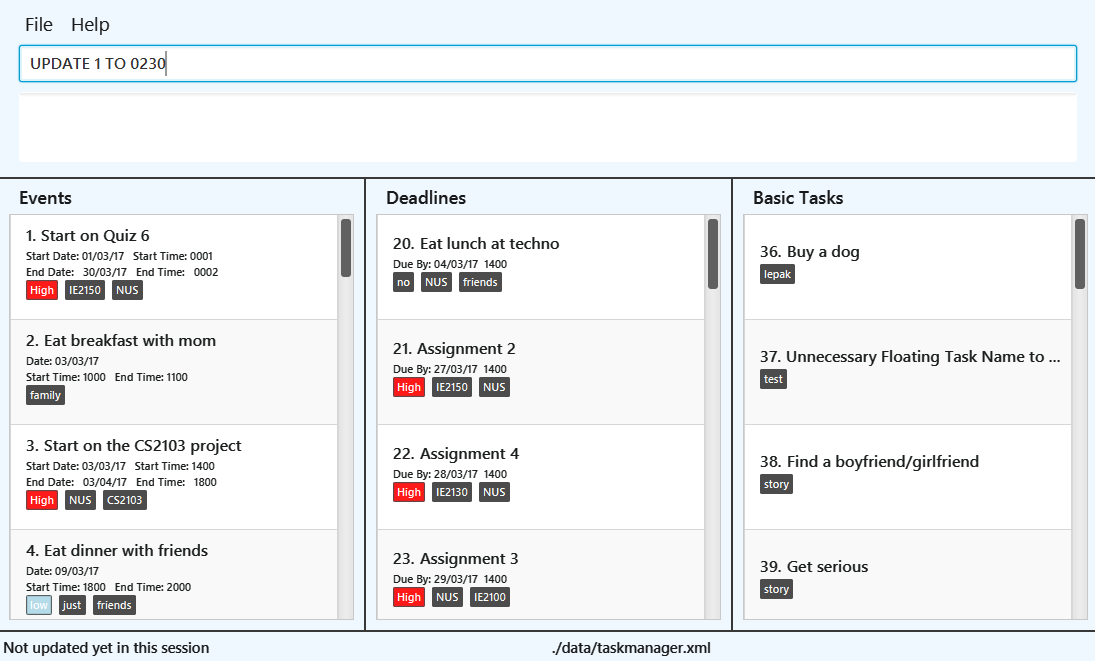 File Help
UPDATE 1 TO 0230
Events
1. Start on Quiz 6
Start Date: 01/03/17 Start Time: 0001
End Date: 30/03/17 End Time: 0002
High IE2150 NUS
2. Eat breakfast with mom
Date: 03/03/17
Start Time: 1000 End Time: 1100
family
3. Start on the CS2103 project
Start Date: 03/03/17 Start Time: 1400
End Date: 03/04/17 End Time: 1800
High NUS CS2103
4. Eat dinner with friends
Date: 09/03/17
Start Time: 1800 End Time: 2000
low just friends
Deadlines
20. Eat lunch at techno
Due By: 04/03/17 1400
no NUS friends
21. Assignment 2
Due By: 27/03/17 1400
High IE2150 NUS
22. Assignment 4
Due By: 28/03/17 1400
High IE2130 NUS
23. Assignment 3
Due By: 29/03/17 1400
High NUS IE2100
Basic Tasks
36. Buy a dog
lepak
37. Unnecessary Floating Task Name to ...
test
38. Find a boyfriend/girlfriend
story
39. Get serious
story
Not updated yet in this session
./data/taskmanager.xml